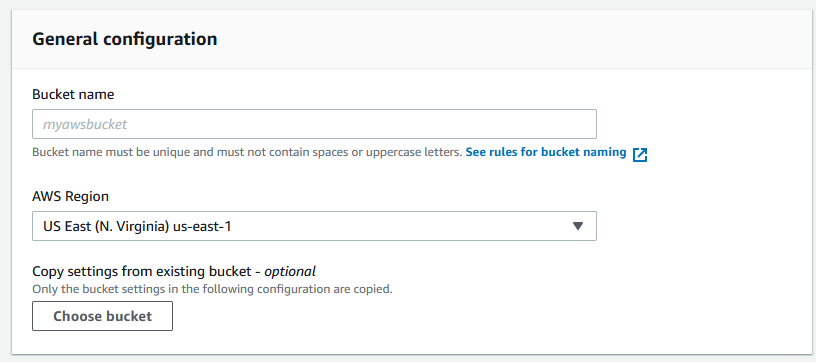 General configuration
Bucket name
myawsbucket
Bucket name must be unique and must not contain spaces or uppercase letters. See rules for bucket naming
AWS Region
US East (N. Virginia) us-east-1
Copy settings from existing bucket - optional
Only the bucket settings in the following configuration are copied.
Choose bucket